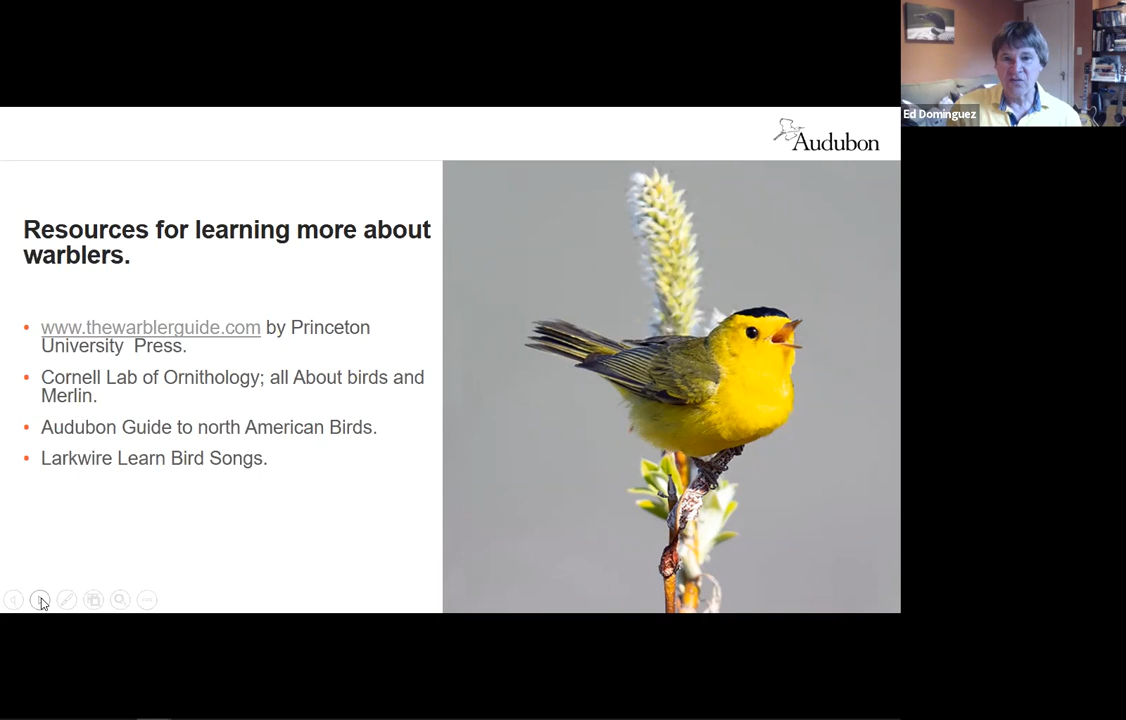 Ed Dominguez
Audubon
Resources for learning more about
warblers.
• www.thewarblerguide.com by Princeton
University  Press.
• Cornell Lab of Ornithology; all About birds and
Merlin.
• Audubon Guide to north American Birds.
• Larkwire Learn Bird Songs.